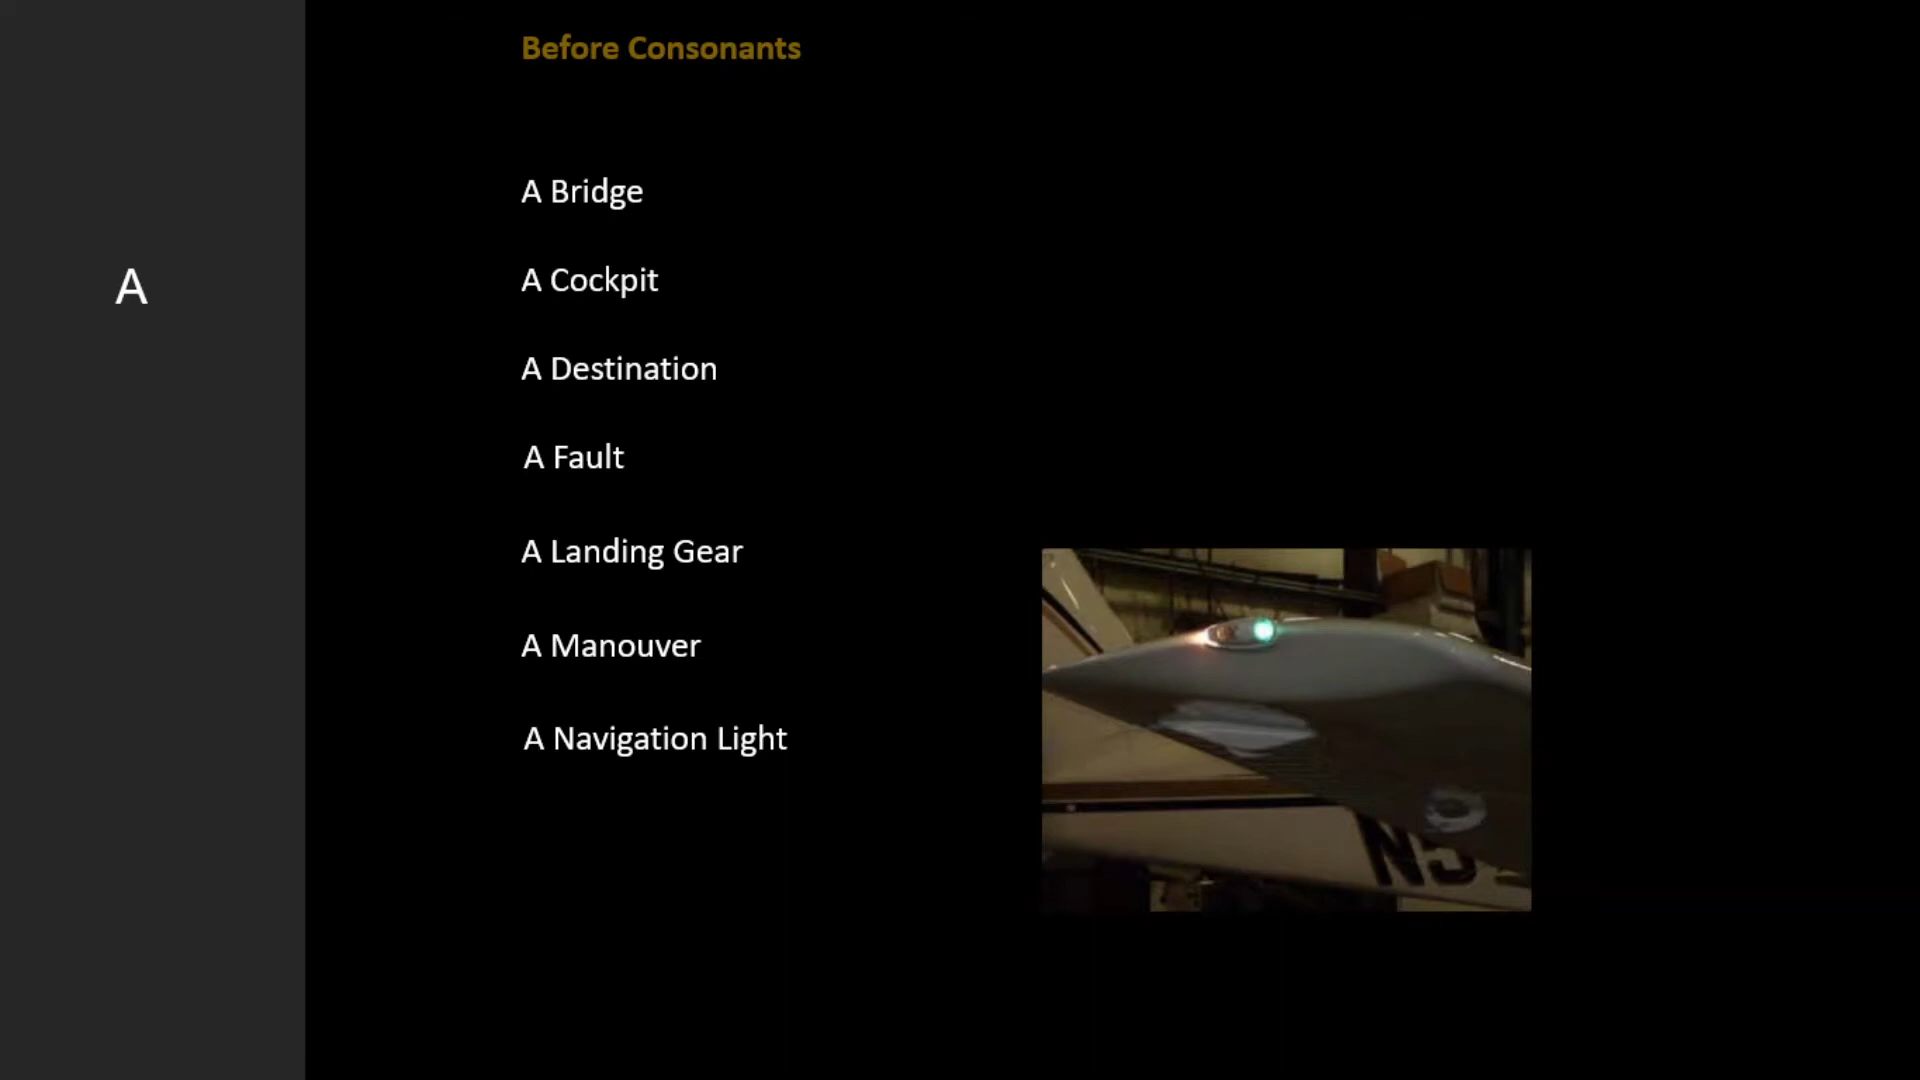 Before Consonants
A
A Bridge
A Cockpit
A Destination
A Fault
A Landing Gear
A Manouver
A Navigation Light